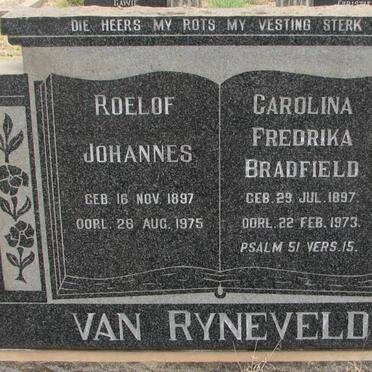 DIE HEERS MY ROTS MY VESTING STERK
ROELOF
JOHANNES
GEB. 16 NOV. 1897
OORL. 26 AUG. 1975
CAROLINA
FREDRIKA
BRADFIELD
GEB. 29 JUL. 1897.
OORL. 22 FEB. 1973.
PSALM 51 VERS. 15.
VAN RYNEVELD